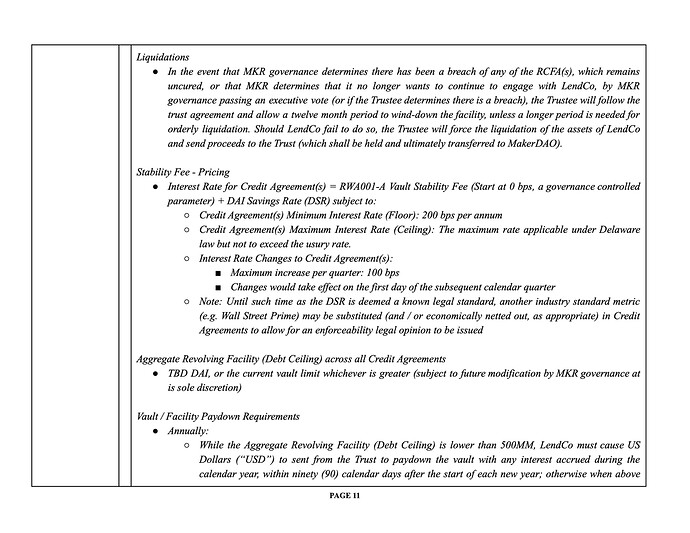 Liquidations
● In the event that MKR governance determines there has been a breach of any of the RCFA(s), which remains
uncured, or that MKR determines that it no longer wants to continue to engage with LendCo, by MKR
governance passing an executive vote (or if the Trustee determines there is a breach), the Trustee will follow the
trust agreement and allow a twelve month period to wind-down the facility, unless a longer period is needed for
orderly liquidation. Should LendCo fail to do so, the Trustee will force the liquidation of the assets of LendCo
and send proceeds to the Trust (which shall be held and ultimately transferred to MakerDAO).
Stability Fee - Pricing
● Interest Rate for Credit Agreement(s) = RWA001-A Vault Stability Fee (Start at 0 bps, a governance controlled
parameter) + DAI Savings Rate (DSR) subject to:
○ Credit Agreement(s) Minimum Interest Rate (Floor): 200 bps per annum
○ Credit Agreement(s) Maximum Interest Rate (Ceiling): The maximum rate applicable under Delaware
law but not to exceed the usury rate.
○ Interest Rate Changes to Credit Agreement(s):
■ Maximum increase per quarter: 100 bps
■ Changes would take effect on the first day of the subsequent calendar quarter
○ Note: Until such time as the DSR is deemed a known legal standard, another industry standard metric
(e.g. Wall Street Prime) may be substituted (and / or economically netted out, as appropriate) in Credit
Agreements to allow for an enforceability legal opinion to be issued
Aggregate Revolving Facility (Debt Ceiling) across all Credit Agreements
● TBD DAI, or the current vault limit whichever is greater (subject to future modification by MKR governance at
is sole discretion)
Vault / Facility Paydown Requirements
● Annually:
○ While the Aggregate Revolving Facility (Debt Ceiling) is lower than 500MM, LendCo must cause US
Dollars (“USD”) to sent from the Trust to paydown the vault with any interest accrued during the
calendar year, within ninety (90) calendar days after the start of each new year; otherwise when above
PAGE 11